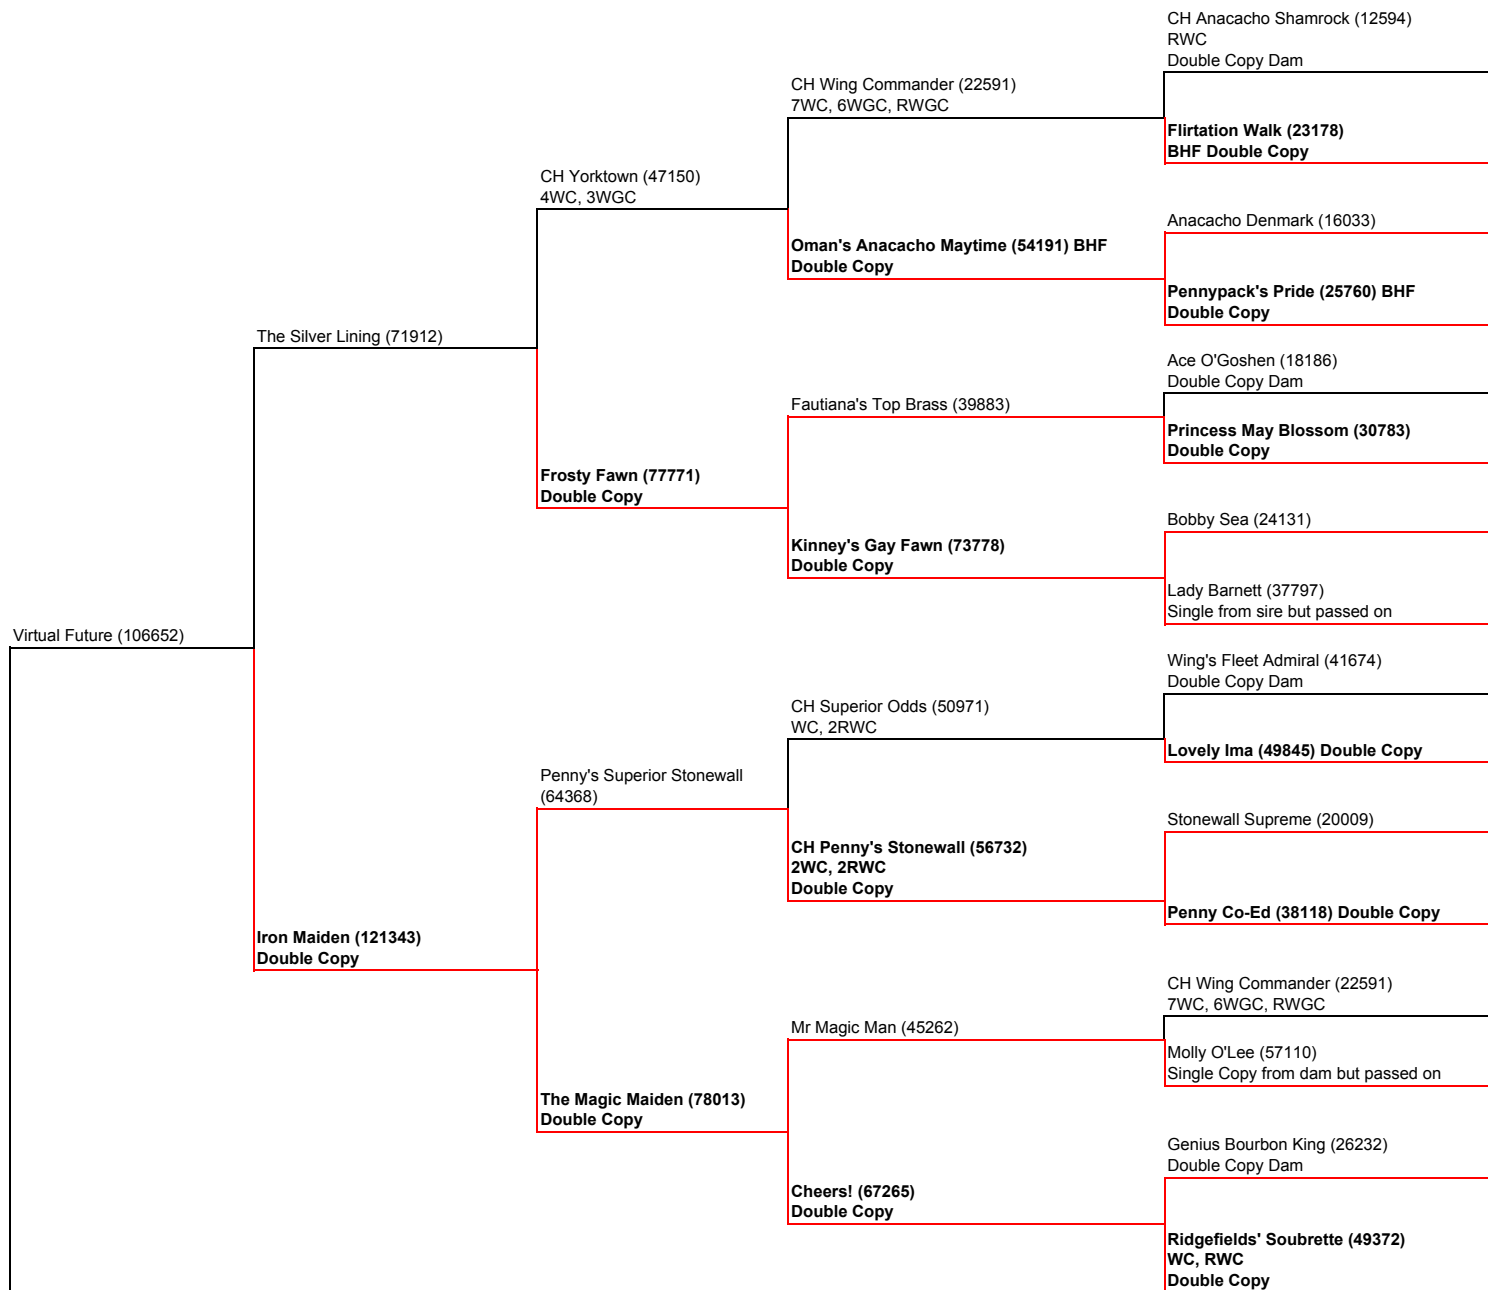 CH Anacacho Shamrock (12594)
RWC
Double Copy Dam
CH Wing Commander (22591)
7WC, 6WGC, RWGC
Flirtation Walk (23178)
BHF Double Copy
CH Yorktown (47150)
4WC, 3WGC
Anacacho Denmark (16033)
Oman's Anacacho Maytime (54191) BHF
Double Copy
Pennypack's Pride (25760) BHF
Double Copy
The Silver Lining (71912)
Ace O'Goshen (18186)
Double Copy Dam
Fautiana's Top Brass (39883)
Princess May Blossom (30783)
Double Copy
Frosty Fawn (77771)
Double Copy
Bobby Sea (24131)
Kinney's Gay Fawn (73778)
Double Copy
Lady Barnett (37797)
Single from sire but passed on
Virtual Future (106652)
Wing's Fleet Admiral (41674)
Double Copy Dam
CH Superior Odds (50971)
WC, 2RWC
Lovely Ima (49845) Double Copy
Penny's Superior Stonewall
(64368)
Stonewall Supreme (20009)
CH Penny's Stonewall (56732)
2WC, 2RWC
Double Copy
Penny Co-Ed (38118) Double Copy
Iron Maiden (121343)
Double Copy
CH Wing Commander (22591)
7WC, 6WGC, RWGC
Mr Magic Man (45262)
Molly O'Lee (57110)
Single Copy from dam but passed on
The Magic Maiden (78013)
Double Copy
Genius Bourbon King (26232)
Double Copy Dam
Cheers! (67265)
Double Copy
Ridgefields' Soubrette (49372)
WC, RWC
Double Copy